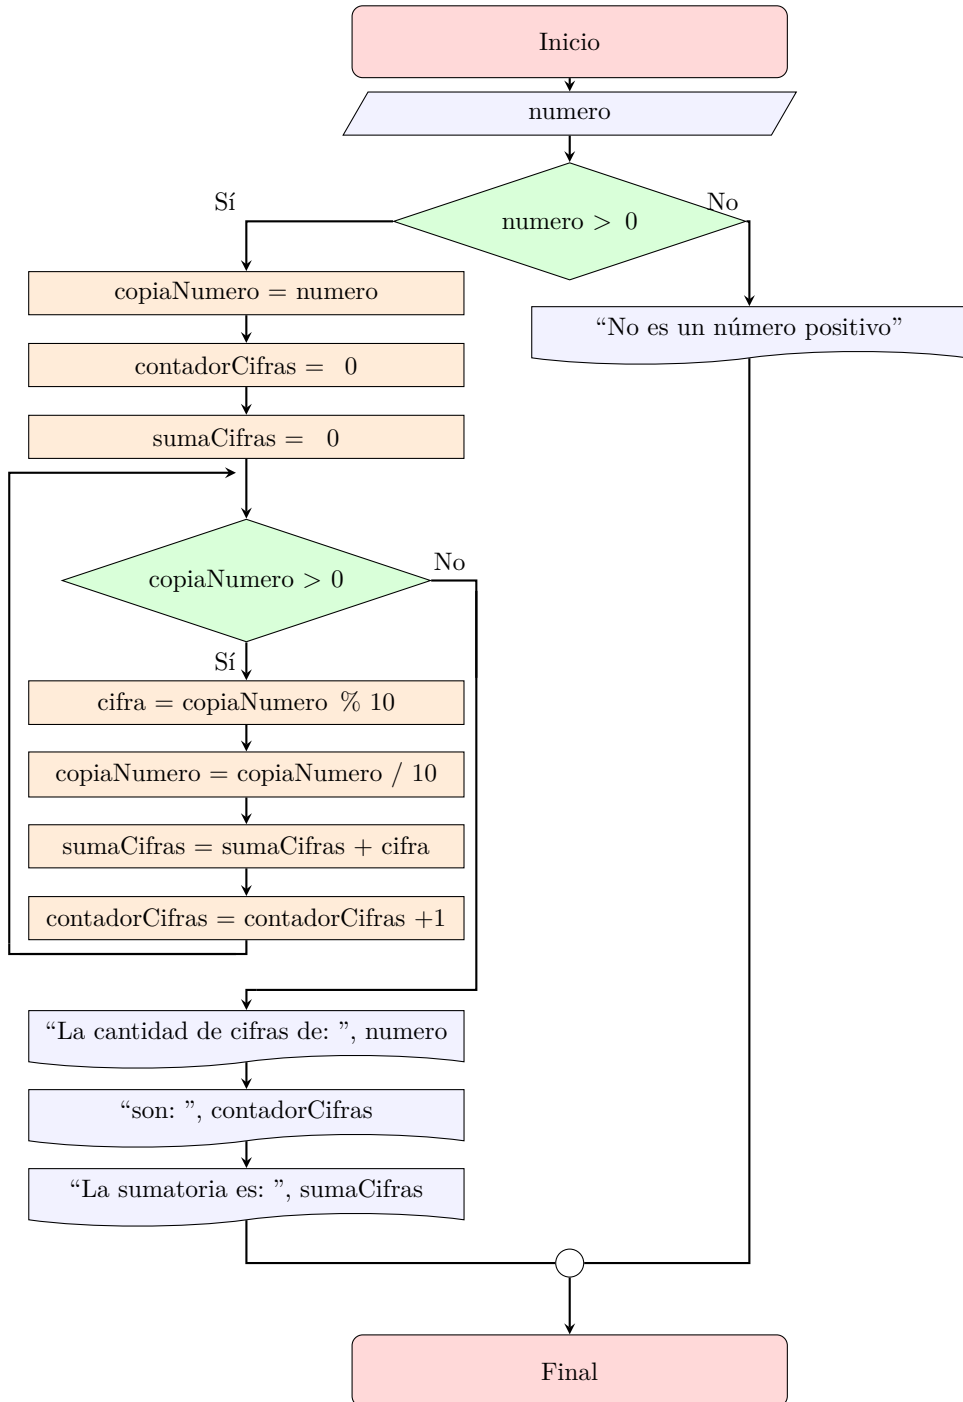 Inicio
numero
numero > 0
Sí
No
copiaNumero = numero
“No es un número positivo”
contadorCifras = 0
sumaCifras = 0
copiaNumero > 0
No
Sí
cifra = copiaNumero % 10
copiaNumero = copiaNumero / 10
sumaCifras = sumaCifras + cifra
contadorCifras = contadorCifras +1
“La cantidad de cifras de: ”, numero
“son: ”, contadorCifras
“La sumatoria es: ”, sumaCifras
Final